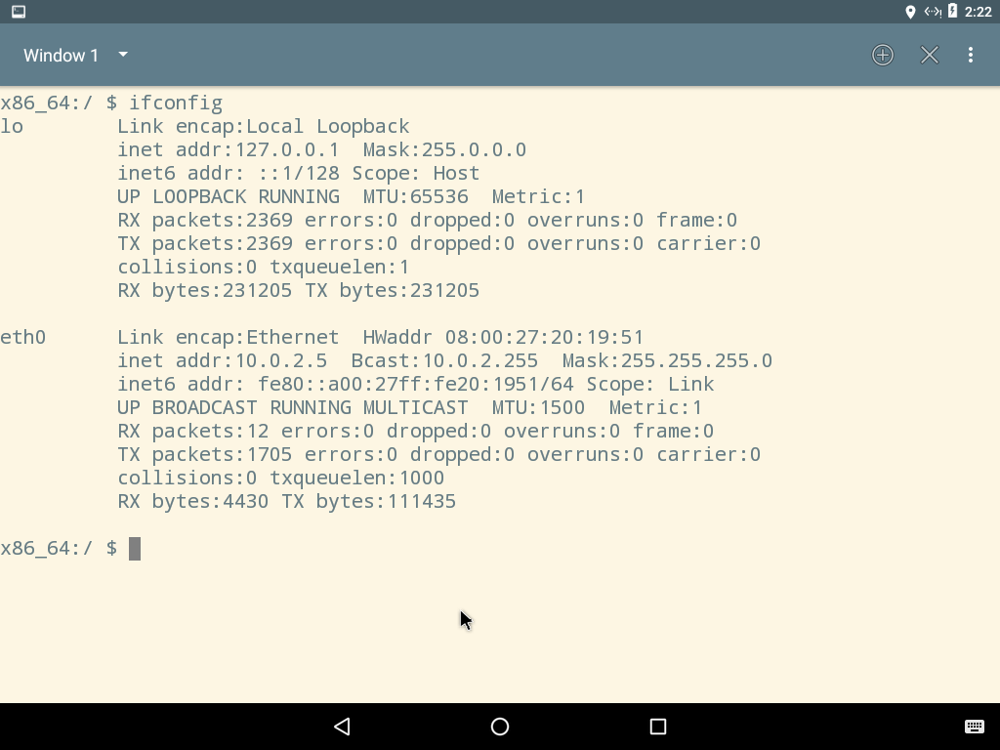 2:22
Window 1
x86_64:/ $ ifconfig
lo        Link encap:Local Loopback
          inet addr:127.0.0.1  Mask:255.0.0.0
          inet6 addr: ::1/128 Scope: Host
          UP LOOPBACK RUNNING  MTU:65536  Metric:1
          RX packets:2369 errors:0 dropped:0 overruns:0 frame:0
          TX packets:2369 errors:0 dropped:0 overruns:0 carrier:0
          collisions:0 txqueuelen:1
          RX bytes:231205 TX bytes:231205

eth0      Link encap:Ethernet  HWaddr 08:00:27:20:19:51
          inet addr:10.0.2.5  Bcast:10.0.2.255  Mask:255.255.255.0
          inet6 addr: fe80::a00:27ff:fe20:1951/64 Scope: Link
          UP BROADCAST RUNNING MULTICAST  MTU:1500  Metric:1
          RX packets:12 errors:0 dropped:0 overruns:0 frame:0
          TX packets:1705 errors:0 dropped:0 overruns:0 carrier:0
          collisions:0 txqueuelen:1000
          RX bytes:4430 TX bytes:111435

x86_64:/ $